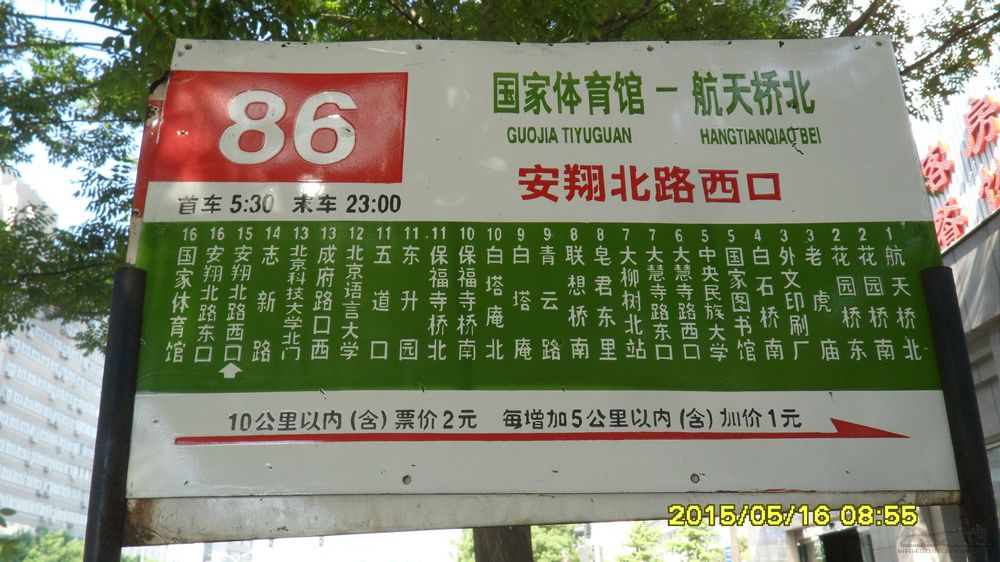 86
国家体育馆 — 航天桥北
GUOJIA TIYUGUAN HANGTIANQIAO BEI
安翔北路西口
首车 5:30 末车 23:00
16 国家体育馆
16 安翔北路东口
15 安翔北路西口
14 志新路
13 北京科技大学北门
13 成府路口西
12 北京语言大学
11 五道口
11 东升园
11 保福寺桥北
10 保福寺桥南
10 白塔庵北
9 白塔庵
9 青云路
8 联想桥南
8 皂君东里
7 大柳树北站
7 大慧寺路东口
6 大慧寺路西口
5 中央民族大学
5 国家图书馆
4 白石桥南
3 外文印刷厂
3 老虎庙
2 花园桥东
2 花园桥南
1 航天桥北
10公里以内 (含) 票价2元 每增加5公里以内 (含) 加价1元
2015/05/16 08:55
客
房